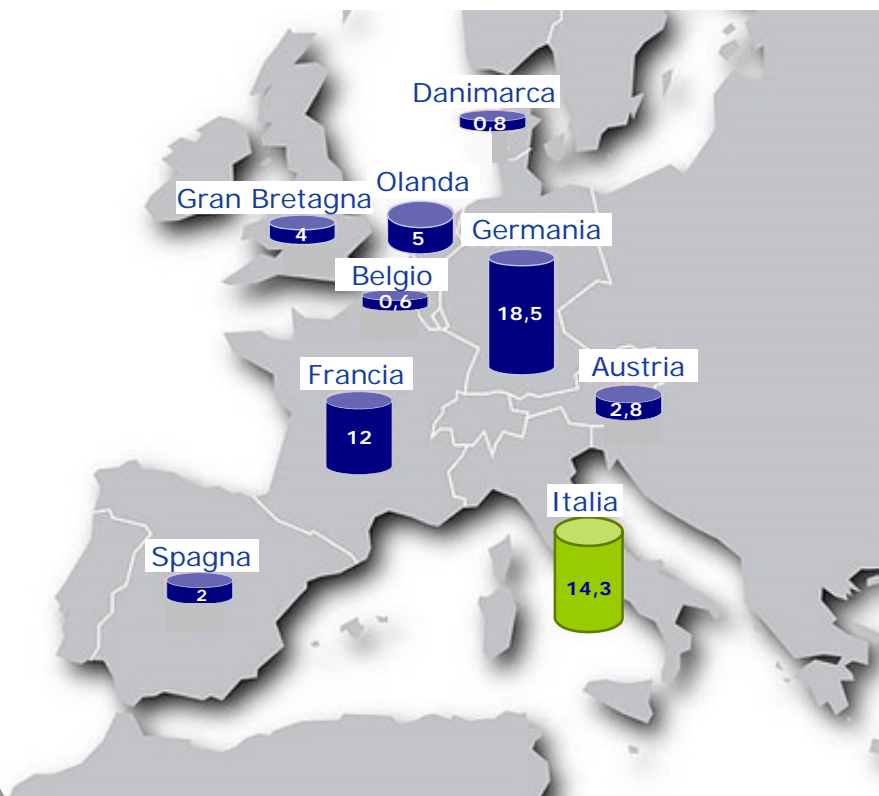 Danimarca
0,8
Olanda
5
Gran Bretagna
4
Germania
18,5
Belgio
0,6
Austria
2,8
Francia
12
Italia
14,3
Spagna
2